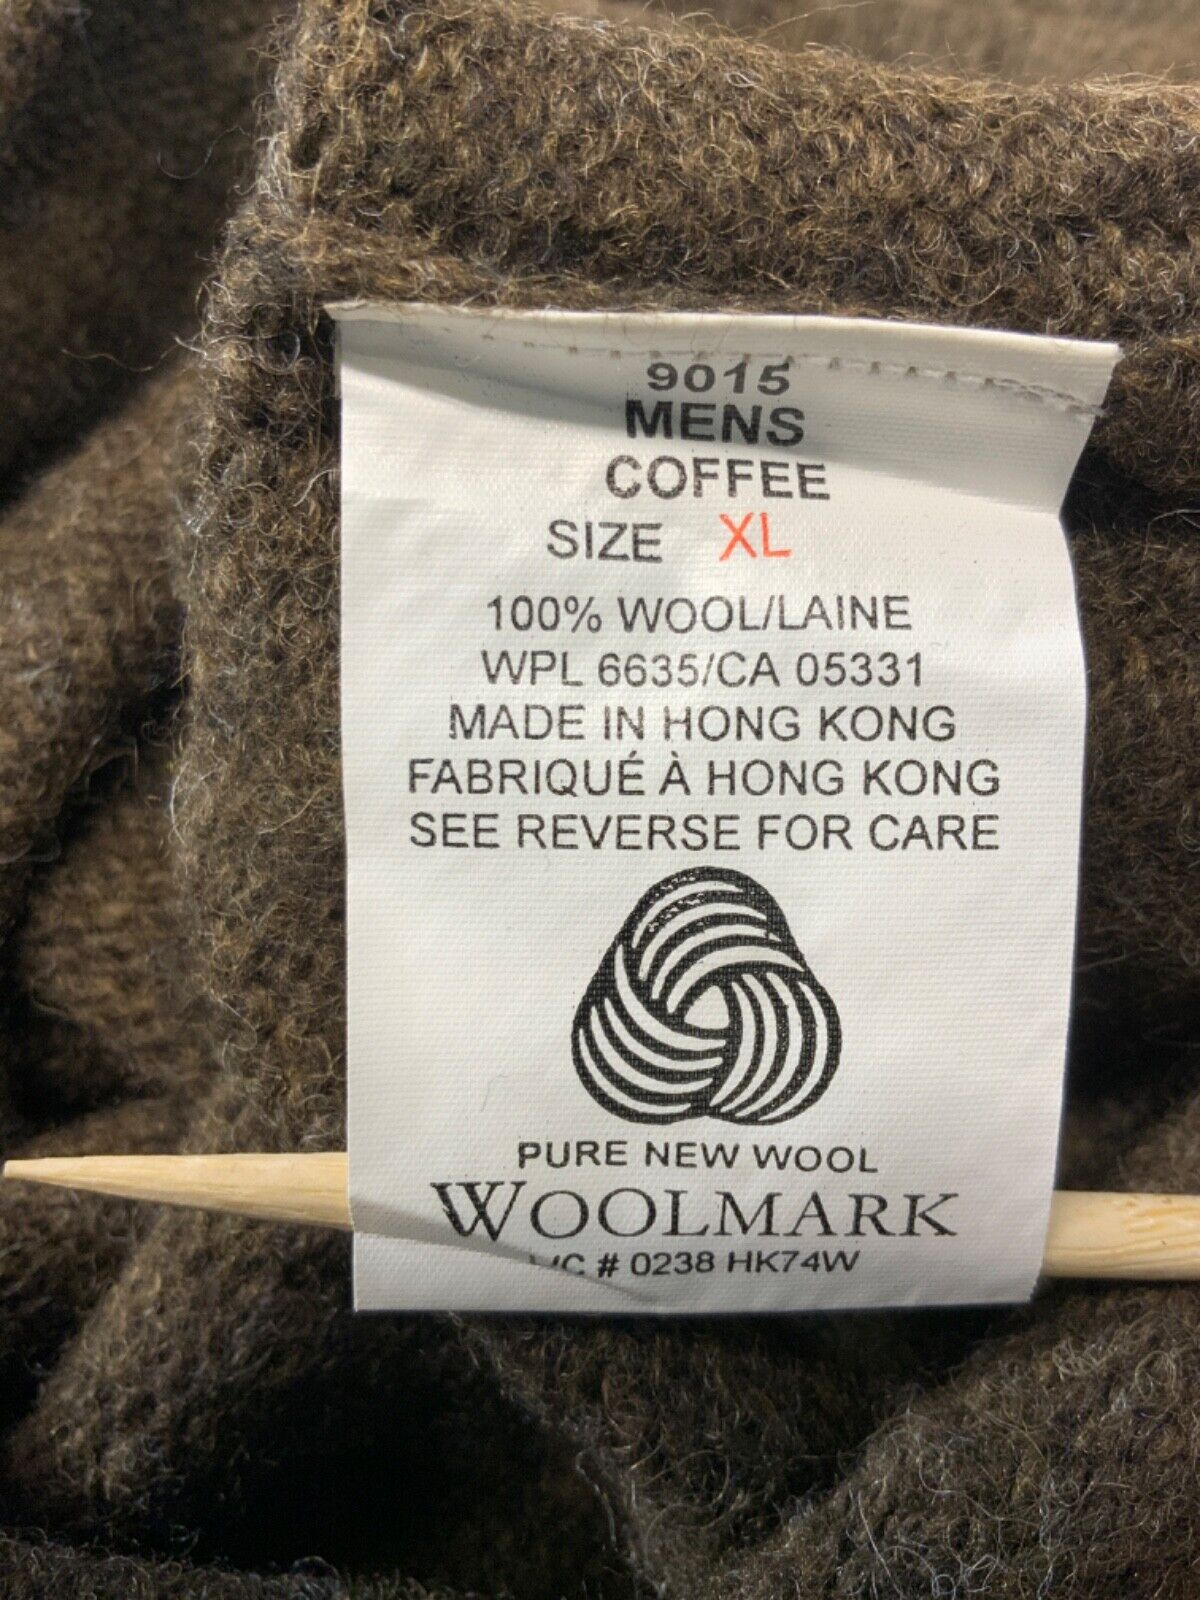 9015
MENS
COFFEE
SIZE XL
100% WOOL/LAINE
WPL 6635/CA 05331
MADE IN HONG KONG
FABRIQUÉ À HONG KONG
SEE REVERSE FOR CARE
PURE NEW WOOL
WOOLMARK
# 0238 HK74W